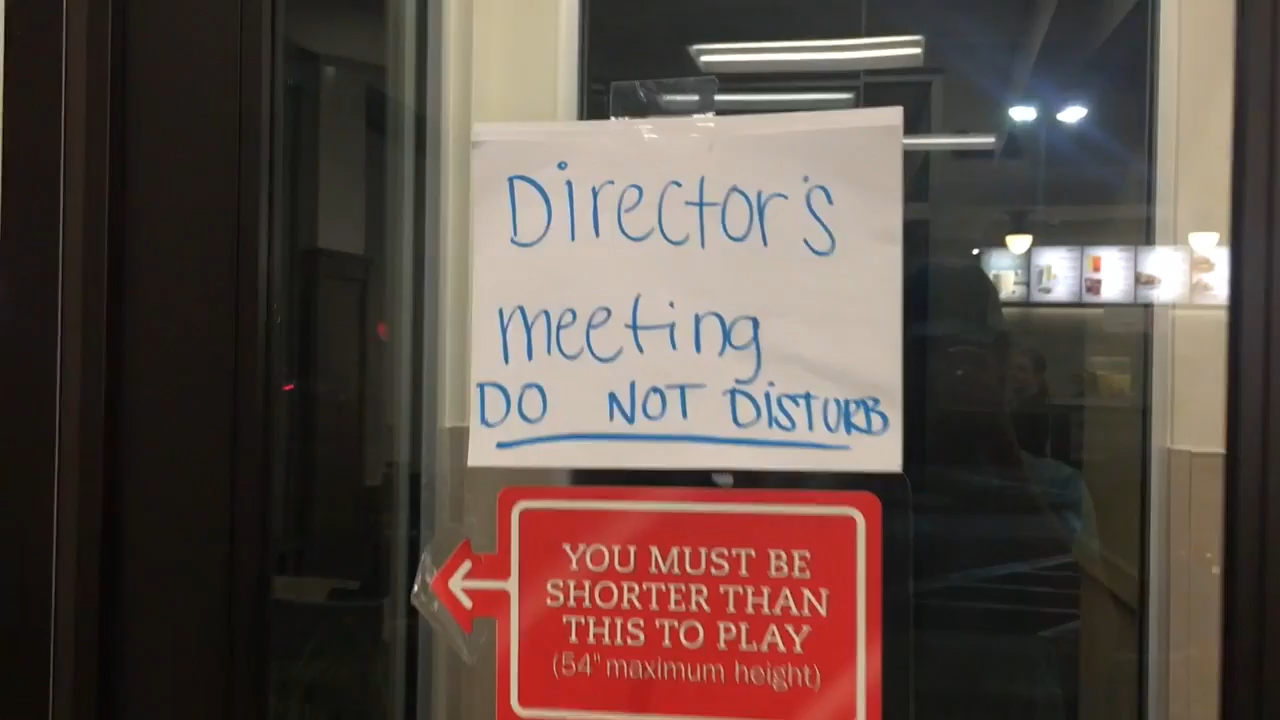 Director's
meeting
DO NOT DISTURB
YOU MUST BE
SHORTER THAN
THIS TO PLAY
(54" maximum height)